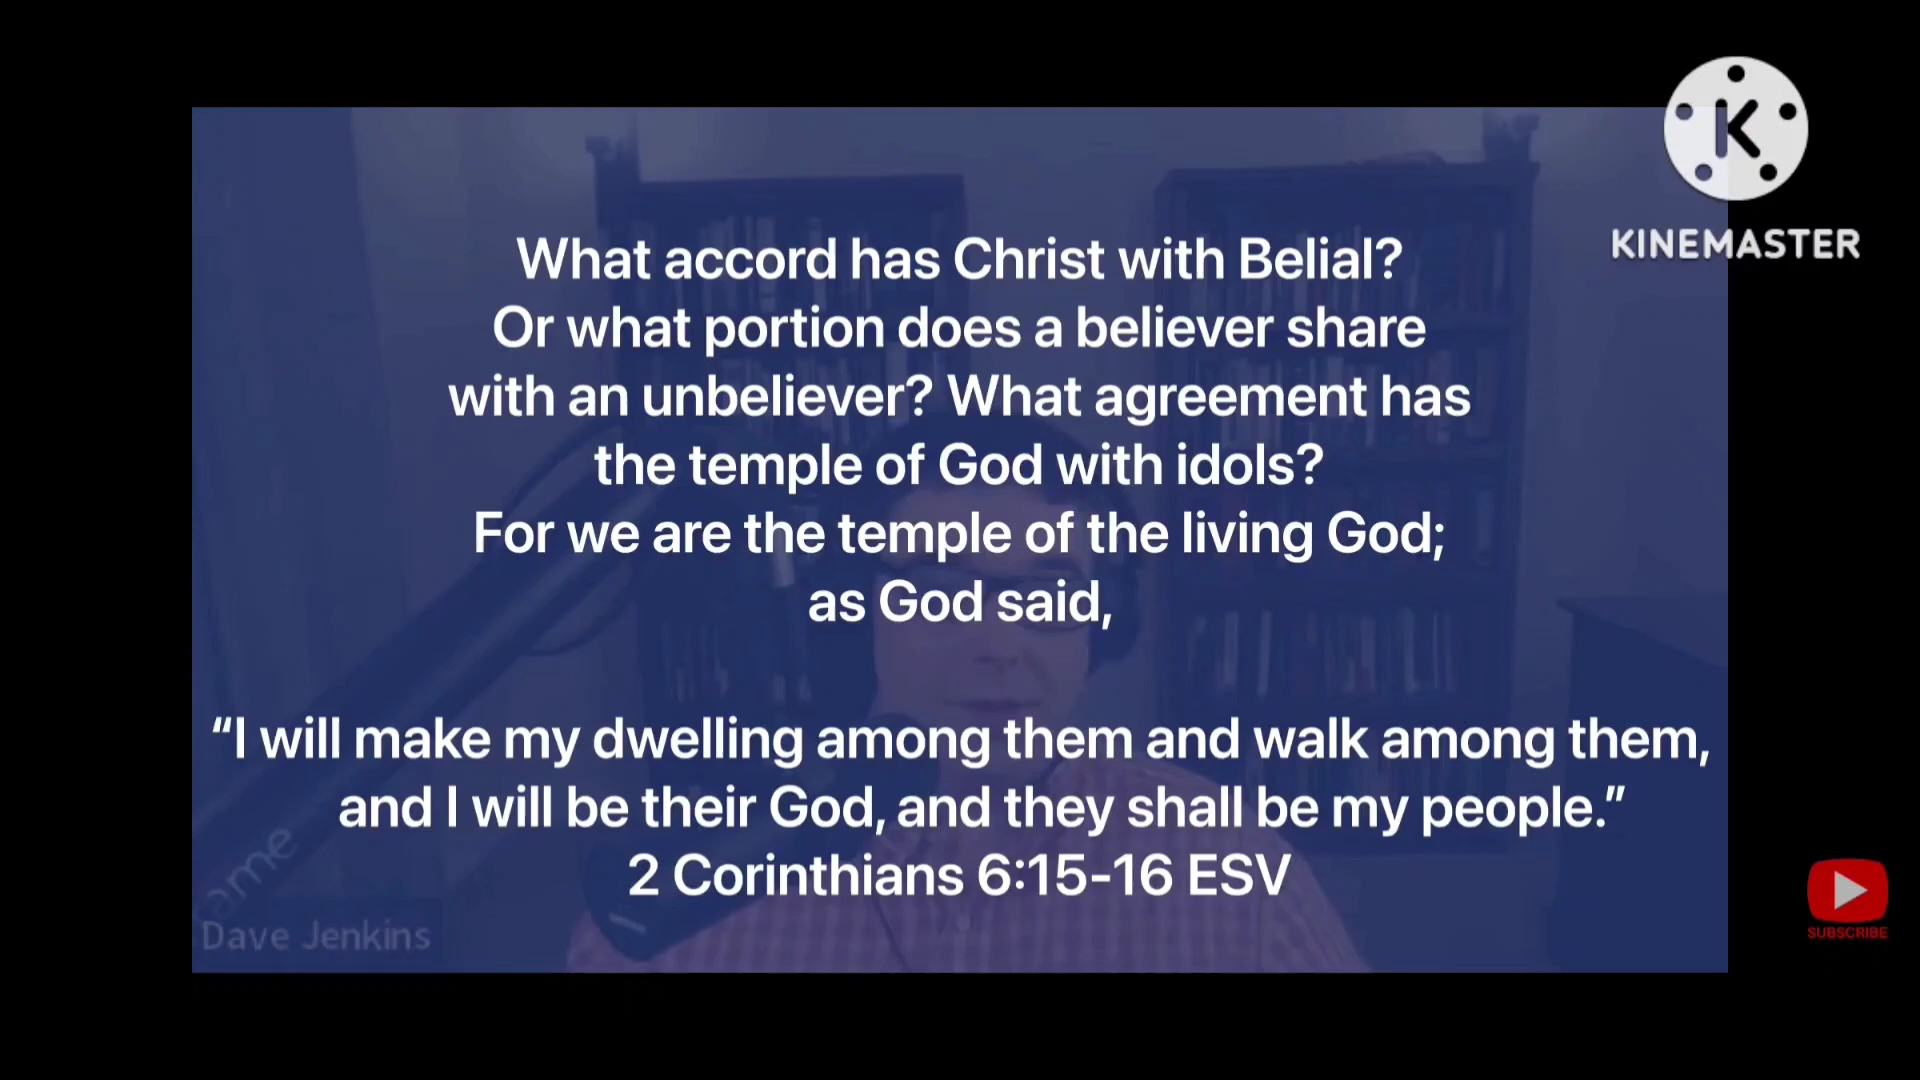 K
KINEMASTER
What accord has Christ with Belial?
Or what portion does a believer share
with an unbeliever? What agreement has
the temple of God with idols?
For we are the temple of the living God;
as God said,
“I will make my dwelling among them and walk among them,
and I will be their God, and they shall be my people.”
2 Corinthians 6:15-16 ESV
ame
Dave Jenkins
SUBSCRIBE